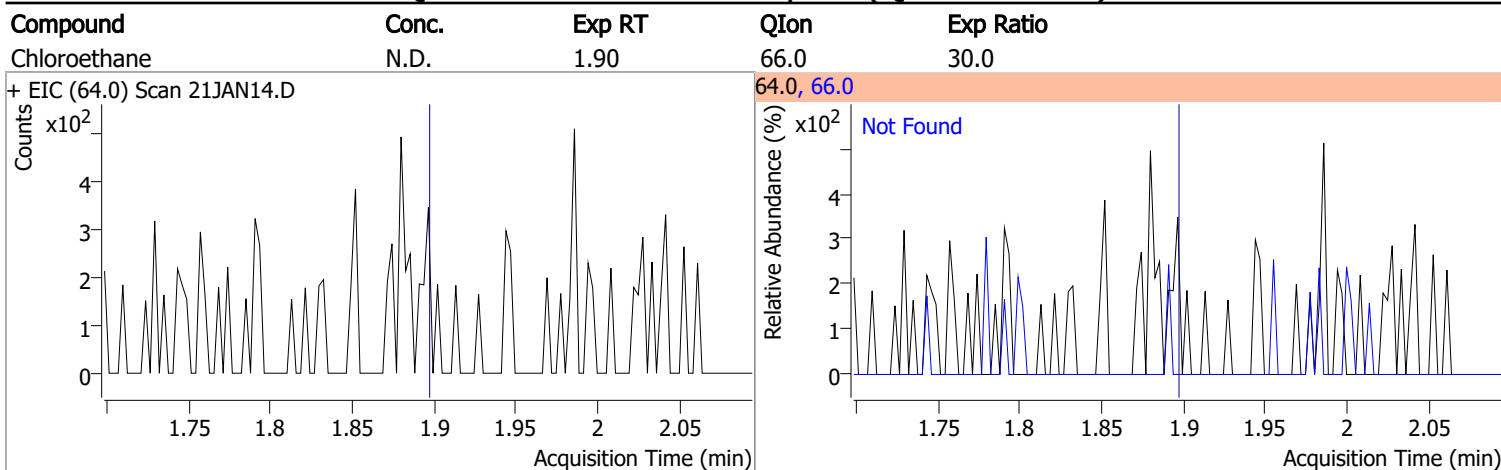 Compound Conc. Exp RT QIon Exp Ratio
Chloroethane N.D. 1.90 66.0 30.0
+ EIC (64.0) Scan 21JAN14.D
Counts
x10²
4
3
2
1
0
1.75 1.8 1.85 1.9 1.95 2 2.05
Acquisition Time (min)
64.0, 66.0
Relative Abundance (%)
x10²
Not Found
4
3
2
1
0
1.75 1.8 1.85 1.9 1.95 2 2.05
Acquisition Time (min)